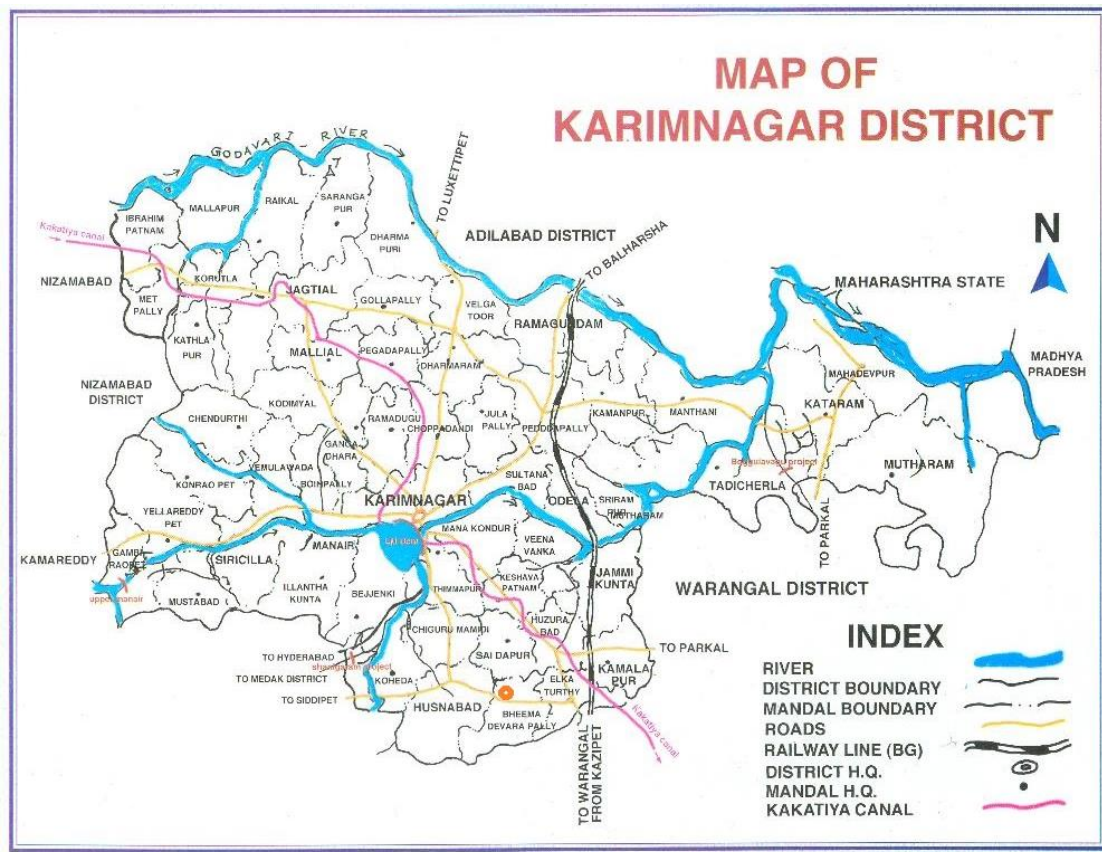 MAP OF
KARIMNAGAR DISTRICT
GODAVARI RIVER
TO LUXETTIPET
IBRAHIM
PATNAM
MALLAPUR
RAIKAL
SARANGA
PUR
DHARMA
PURI
ADILABAD DISTRICT
TO BALHARSHA
N
Kakatiya canal
NIZAMABAD
MET
PALLY
KORUTLA
JAGTIAL
GOLLAPALLY
VELGA
TOOR
RAMAGUNDAM
MAHARASHTRA STATE
MADHYA
PRADESH
KATHLA
PUR
MALLIAL
PEGADAPALLY
DHARMARAM
MAHADEVPUR
NIZAMABAD
DISTRICT
CHENDURTHI
KODIMYAL
RAMADUGU
CHOPPADANDI
JULA
PALLY
PEDDAPALLY
KAMANPUR
MANTHANI
KATARAM
MUTHARAM
GANGA
DHARA
VEMULAWADA
BOINPALLY
KONRAO PET
SULTANA
BAD
ODELA
SRIRAM
PUR
MUTHARAM
TADICHERLA
Boggulavagu project
TO PARKAL
KARIMNAGAR
YELLAREDDY
PET
MANA KONDUR
VEENA
VANKA
KAMAREDDY
GAMBI
RAOPET
SIRICILLA
MANAIR
upper manair
MUSTABAD
ILLANTHA
KUNTA
BEJJENKI
THIMMAPUR
KESHAVA
PATNAM
JAMMI
KUNTA
WARANGAL DISTRICT
HUZURA
BAD
CHIGURU MAMIDI
SAI DAPUR
TO PARKAL
TO HYDERABAD
shanigaram project
TO MEDAK DISTRICT
TO SIDDIPET
KOHEDA
HUSNABAD
ELKA
TURTHY
KAMALA
PUR
BHEEMA
DEVARA PALLY
Kakatiya canal
TO WARANGAL
FROM KAZIPET
INDEX
RIVER
DISTRICT BOUNDARY
MANDAL BOUNDARY
ROADS
RAILWAY LINE (BG)
DISTRICT H.Q.
MANDAL H.Q.
KAKATIYA CANAL